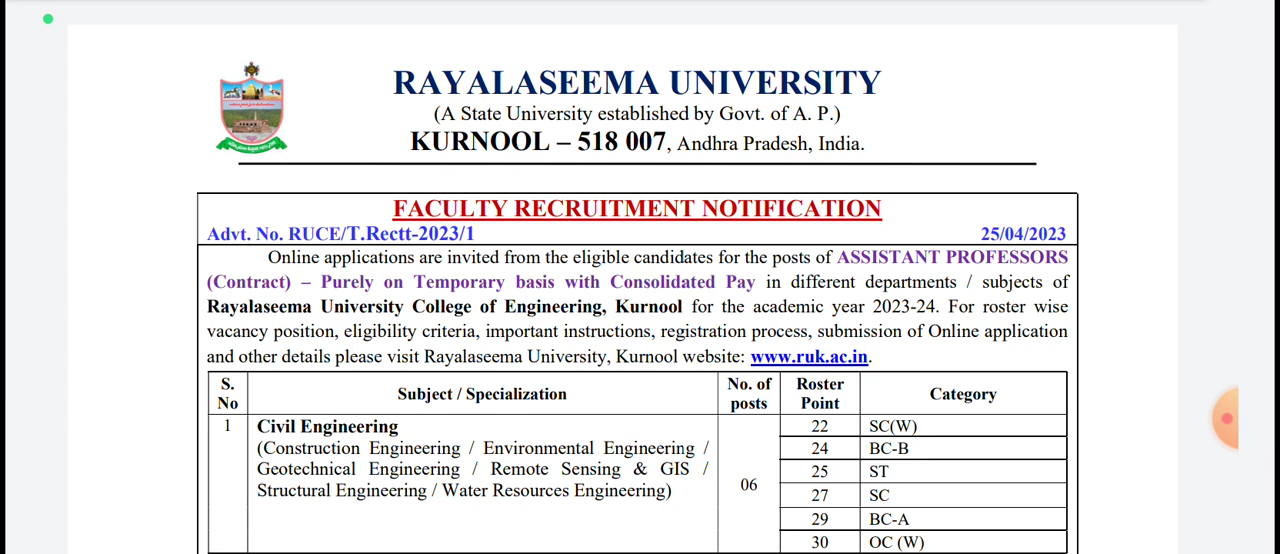 RAYALASEEMA UNIVERSITY
(A State University established by Govt. of A. P.)
KURNOOL – 518 007, Andhra Pradesh, India.
FACULTY RECRUITMENT NOTIFICATION
Advt. No. RUCE/T.Rectt-2023/1 25/04/2023
Online applications are invited from the eligible candidates for the posts of ASSISTANT PROFESSORS
(Contract) – Purely on Temporary basis with Consolidated Pay in different departments / subjects of
Rayalaseema University College of Engineering, Kurnool for the academic year 2023-24. For roster wise
vacancy position, eligibility criteria, important instructions, registration process, submission of Online application
and other details please visit Rayalaseema University, Kurnool website: www.ruk.ac.in.
S. No Subject / Specialization No. of posts Roster Point Category
1 Civil Engineering 22 SC(W)
(Construction Engineering / Environmental Engineering / 24 BC-B
Geotechnical Engineering / Remote Sensing & GIS / 25 ST
Structural Engineering / Water Resources Engineering) 06 27 SC
29 BC-A
30 OC (W)